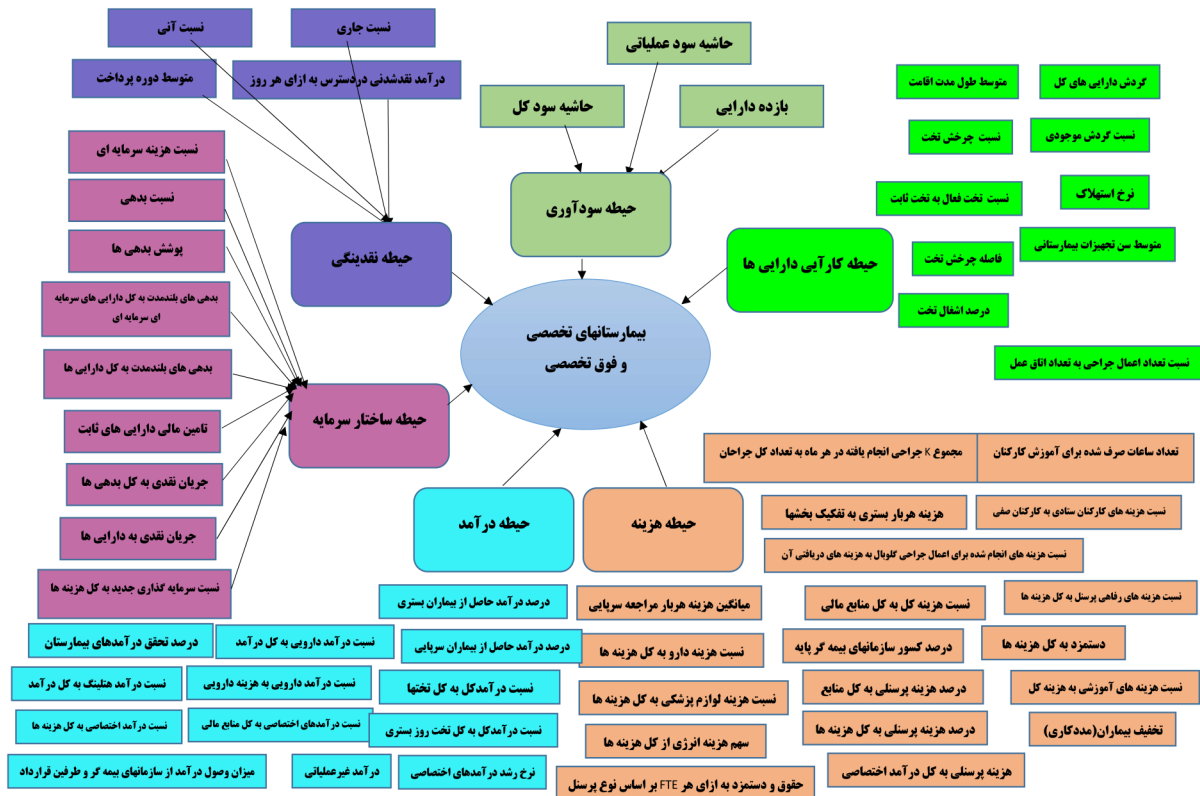 نسبت جاری
نسبت آنی
درآمد نقدشدنی دردسترس به ازای هر روز
متوسط دوره پرداخت
حیطه نقدینگی
حاشیه سود عملیاتی
بازده دارایی
حاشیه سود کل
حیطه سودآوری
گردش دارایی های کل
متوسط طول مدت اقامت
نسبت گردش موجودی
نسبت چرخش تخت
نرخ استهلاک
نسبت تخت فعال به تخت ثابت
متوسط سن تجهیزات بیمارستانی
فاصله چرخش تخت
درصد اشغال تخت
نسبت تعداد اعمال جراحی به تعداد اتاق عمل
حیطه کارآیی دارایی ها
بیمارستانهای تخصصی
و فوق تخصصی
نسبت هزینه سرمایه ای
نسبت بدهی
پوشش بدهی ها
بدهی های بلندمدت به کل دارایی های سرمایه
ای سرمایه ای
بدهی های بلندمدت به کل دارایی ها
تامین مالی دارایی های ثابت
جریان نقدی به کل بدهی ها
جریان نقدی به دارایی ها
نسبت سرمایه گذاری جدید به کل هزینه ها
حیطه ساختار سرمایه
حیطه هزینه
حیطه درآمد
تعداد ساعات صرف شده برای آموزش کارکنان
مجموع K جراحی انجام یافته در هر ماه به تعداد کل جراحان
نسبت هزینه های کارکنان ستادی به کارکنان صفی
هزینه هربار بستری به تفکیک بخشها
نسبت هزینه های انجام شده برای اعمال جراحی گلوبال به هزینه های دریافتی آن
نسبت هزینه های رفاهی پرسنل به کل هزینه ها
نسبت هزینه کل به کل منابع مالی
میانگین هزینه هربار مراجعه سرپایی
دستمزد به کل هزینه ها
درصد کسور سازمانهای بیمه گر پایه
نسبت هزینه دارو به کل هزینه ها
نسبت هزینه های آموزشی به هزینه کل
درصد هزینه پرسنلی به کل منابع
نسبت هزینه لوازم پزشکی به کل هزینه ها
تخفیف بیماران(مددکاری)
درصد هزینه پرسنلی به کل هزینه ها
سهم هزینه انرژی از کل هزینه ها
هزینه پرسنلی به کل درآمد اختصاصی
حقوق و دستمزد به ازای هر FTE بر اساس نوع پرسنل
درصد درآمد حاصل از بیماران بستری
درصد درآمد حاصل از بیماران سرپایی
نسبت درآمد دارویی به کل درآمد
درصد تحقق درآمدهای بیمارستان
نسبت درآمدکل به کل تختها
نسبت درآمد دارویی به هزینه دارویی
نسبت درآمد هتلینگ به کل درآمد
نسبت درآمدکل به کل تخت روز بستری
نسبت درآمدهای اختصاصی به کل منابع مالی
نسبت درآمد اختصاصی به کل هزینه ها
نرخ رشد درآمدهای اختصاصی
درآمد غیرعملیاتی
میزان وصول درآمد از سازمانهای بیمه گر و طرفین قرارداد